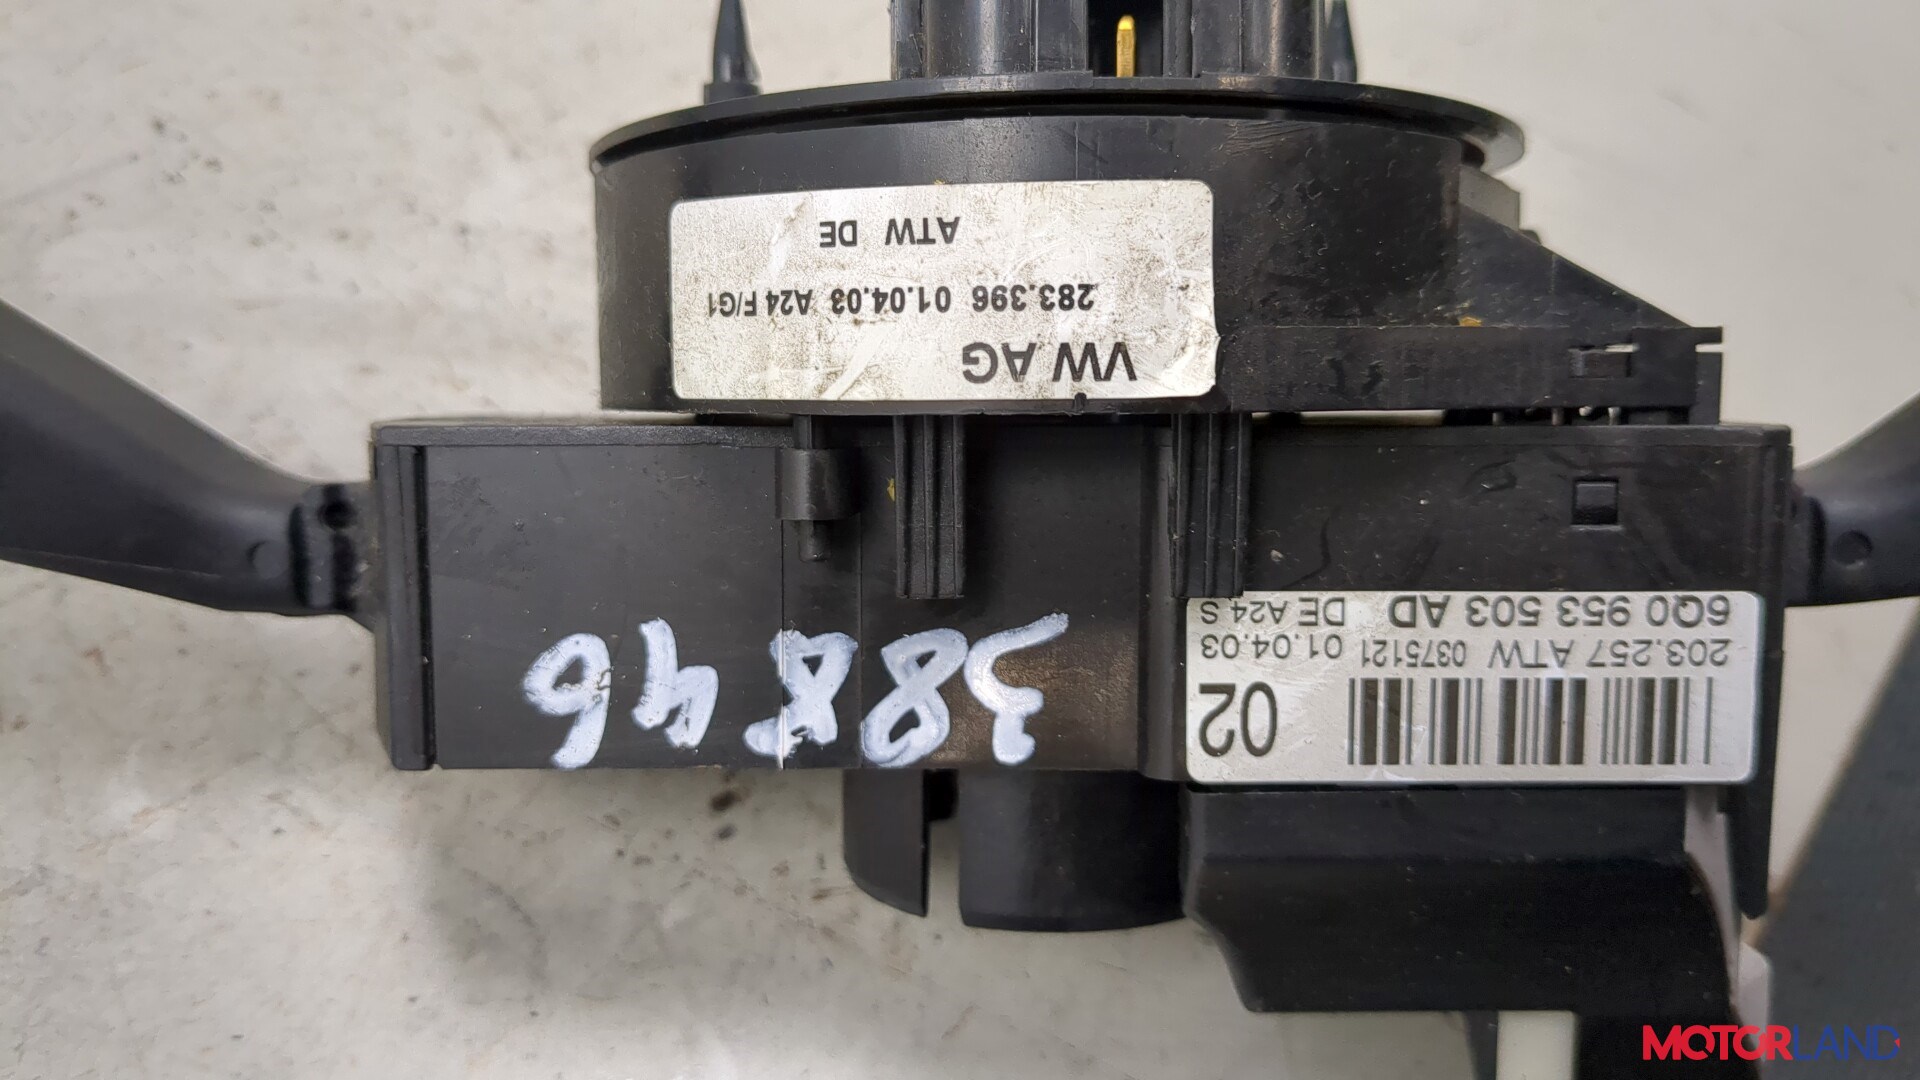 VW AG
283.396 01.04.03 A24 F/G1
ATW DE
02
203.257 ATW 0375121 01.04.03
6Q0 953 503 AD DE A24 S
MOTORLAND